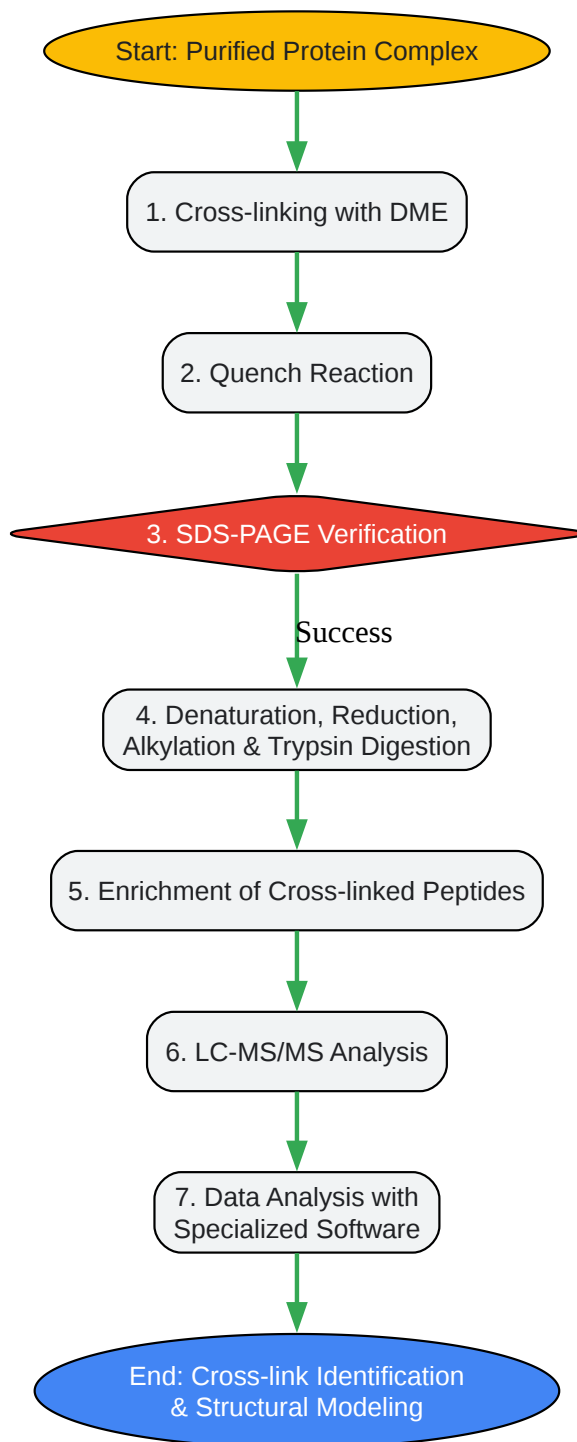 Start: Purified Protein Complex
1. Cross-linking with DME
2. Quench Reaction
3. SDS-PAGE Verification
Success
4. Denaturation, Reduction,
Alkylation & Trypsin Digestion
5. Enrichment of Cross-linked Peptides
6. LC-MS/MS Analysis
7. Data Analysis with
Specialized Software
End: Cross-link Identification
& Structural Modeling